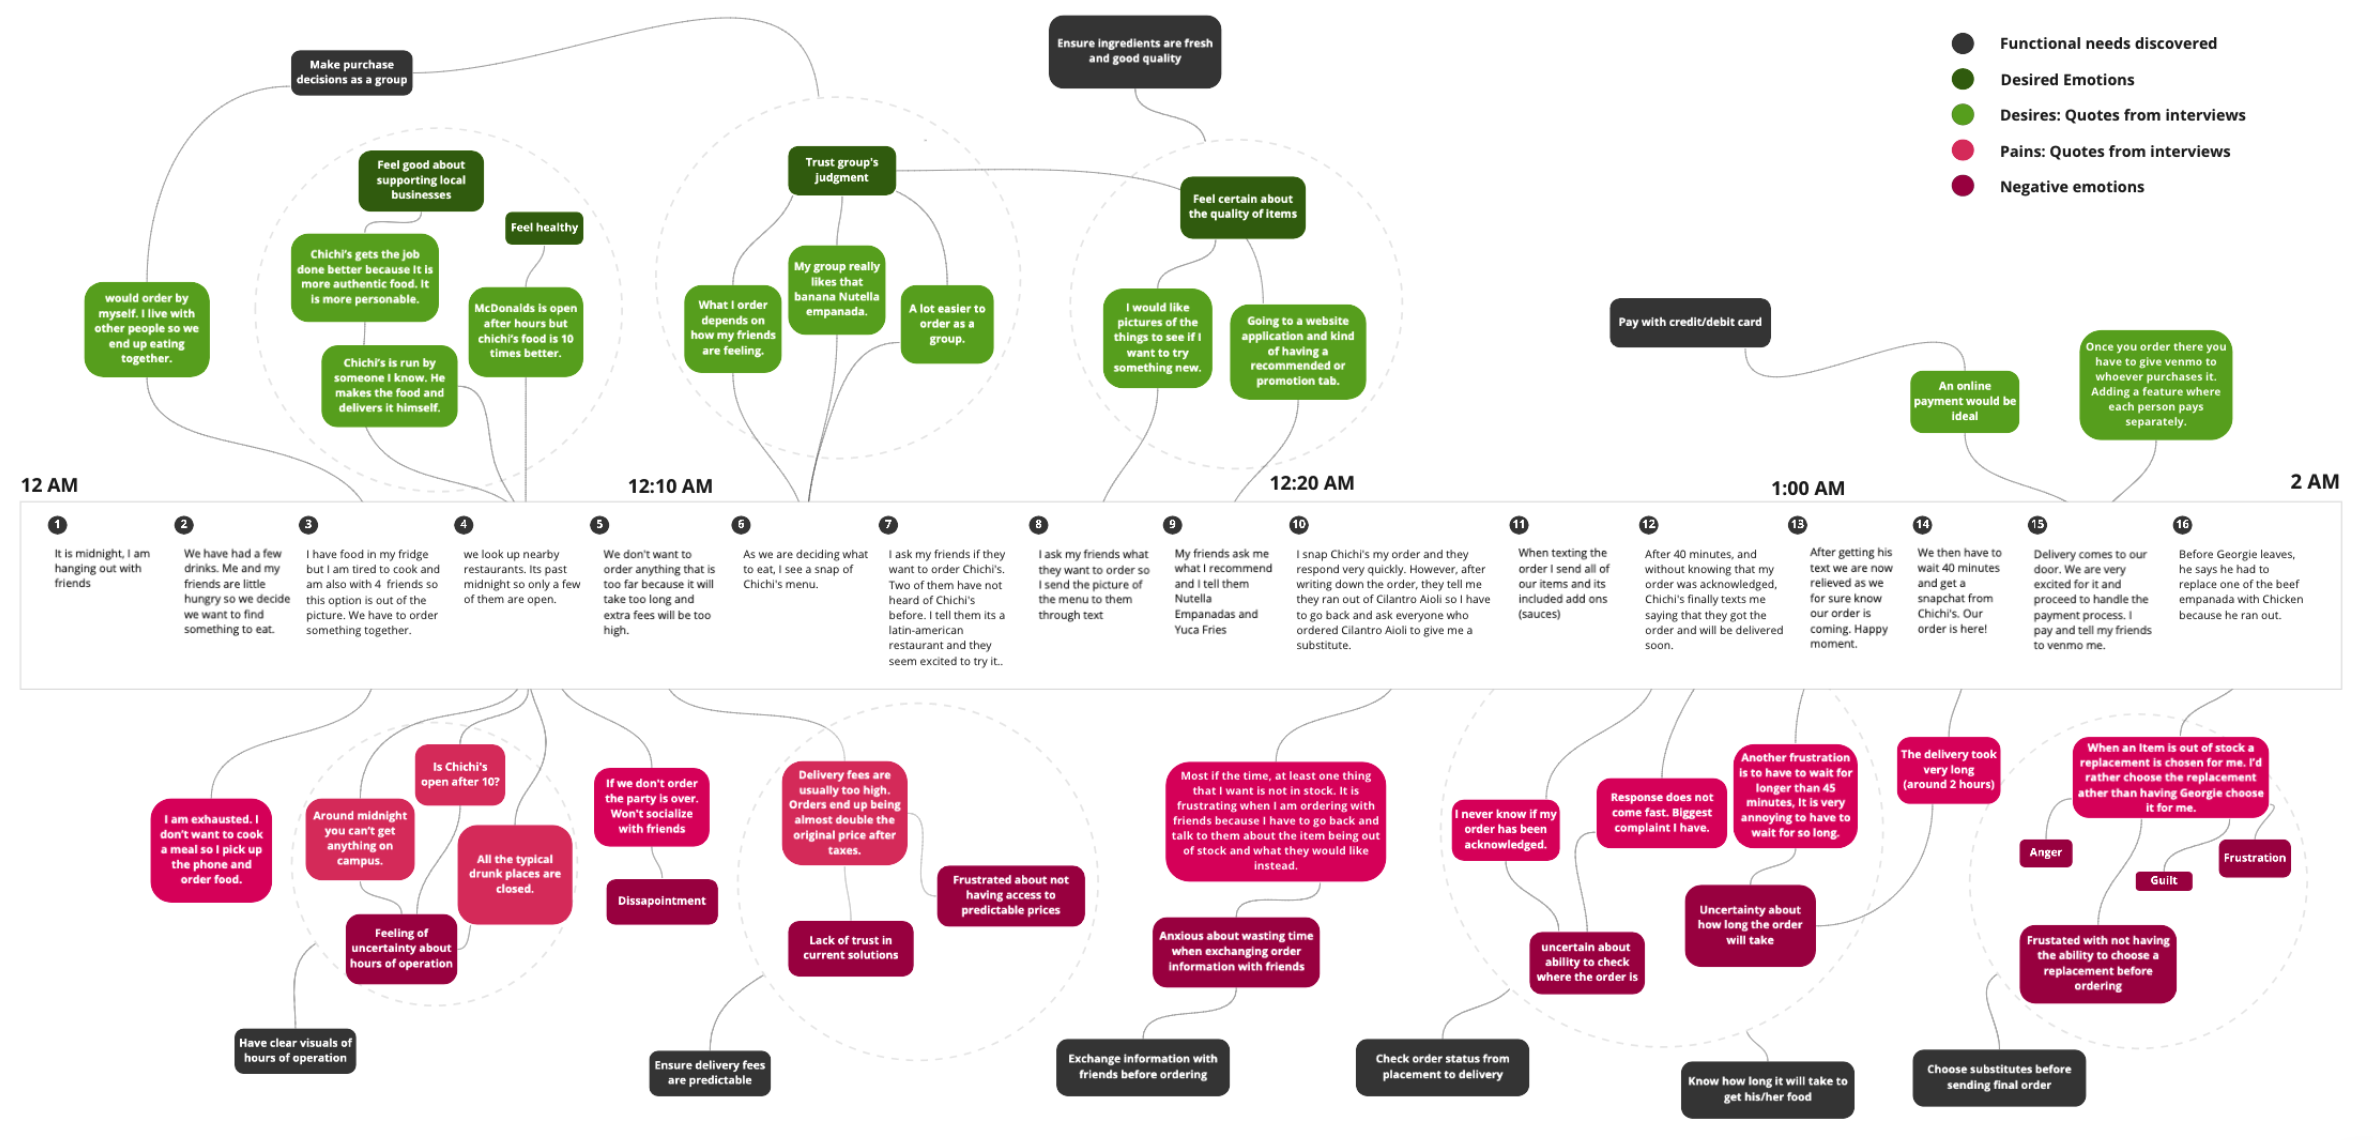 Make purchase
decisions as a group
Ensure ingredients are fresh
and good quality
Functional needs discovered
Desired Emotions
Desires: Quotes from interviews
Pains: Quotes from interviews
Negative emotions
Feel good about
supporting local
businesses
Feel healthy
Trust group's
judgment
Feel certain about
the quality of items
would order by
myself. I live with
other people so we
end up eating
together.
Chichi's gets the job
done better because It is
more authentic food. It
is more personable.
Chichi's is run by
someone I know. He
makes the food and
delivers it himself.
McDonalds is open
after hours but
chichi's food is 10
times better.
What I order
depends on
how my friends
are feeling.
My group really
likes that
banana Nutella
empanada.
A lot easier to
order as a
group.
I would like
pictures of the
things to see if I
want to try
something new.
Going to a website
application and kind
of having a
recommended or
promotion tab.
Pay with credit/debit card
An online
payment would be
ideal
Once you order there you
have to give venmo to
whoever purchases it.
Adding a feature where
each person pays
separately.
12 AM
12:10 AM
12:20 AM
1:00 AM
2 AM
1
It is midnight, I am
hanging out with
friends
2
We have had a few
drinks. Me and my
friends are little
hungry so we decide
we want to find
something to eat.
3
I have food in my fridge
but I am tired to cook and
am also with 4 friends so
this option is out of the
picture. We have to order
something together.
4
we look up nearby
restaurants. Its past
midnight so only a few
of them are open.
5
We don't want to
order anything that is
too far because it will
take too long and
extra fees will be too
high.
6
As we are deciding what
to eat, I see a snap of
Chichi's menu.
7
I ask my friends if they
want to order Chichi's.
Two of them have not
heard of Chichi's
before. I tell them its a
latin-american
restaurant and they
seem excited to try it..
8
I ask my friends what
they want to order so
I send the picture of
the menu to them
through text
9
My friends ask me
what I recommend
and I tell them
Nutella
Empanadas and
Yuca Fries
10
I snap Chichi's my order and they
respond very quickly. However, after
writing down the order, they tell me
they ran out of Cilantro Aioli so I have
to go back and ask everyone who
ordered Cilantro Aioli to give me a
substitute.
11
When texting the
order I send all of
our items and its
included add ons
(sauces)
12
After 40 minutes, and
without knowing that my
order was acknowledged,
Chichi's finally texts me
saying that they got the
order and will be delivered
soon.
13
After getting his
text we are now
relieved as we
for sure know
our order is
coming. Happy
moment.
14
We then have to
wait 40 minutes
and get a
snapchat from
Chichi's. Our
order is here!
15
Delivery comes to our
door. We are very
excited for it and
proceed to handle the
payment process. I
pay and tell my friends
to venmo me.
16
Before Georgie leaves,
he says he had to
replace one of the beef
empanada with Chicken
because he ran out.
I am exhausted. I
don't want to cook
a meal so I pick up
the phone and
order food.
Around midnight
you can't get
anything on
campus.
Is Chichi's
open after 10?
All the typical
drunk places are
closed.
Feeling of
uncertainty about
hours of operation
Have clear visuals of
hours of operation
If we don't order
the party is over.
Won't socialize
with friends
Dissapointment
Delivery fees are
usually too high.
Orders end up being
almost double the
original price after
taxes.
Frustrated about not
having access to
predictable prices
Lack of trust in
current solutions
Ensure delivery fees
are predictable
Most if the time, at least one thing
that I want is not in stock. It is
frustrating when I am ordering with
friends because I have to go back and
talk to them about the item being out
of stock and what they would like
instead.
Anxious about wasting time
when exchanging order
information with friends
Exchange information with
friends before ordering
I never know if my
order has been
acknowledged.
Response does not
come fast. Biggest
complaint I have.
uncertain about
ability to check
where the order is
Check order status from
placement to delivery
Another frustration
is to have to wait for
longer than 45
minutes, It is very
annoying to have to
wait for so long.
The delivery took
very long
(around 2 hours)
Uncertainty about
how long the order
will take
Know how long it will take to
get his/her food
When an Item is out of stock a
replacement is chosen for me. I'd
rather choose the replacement
ather than having Georgie choose
it for me.
Anger
Guilt
Frustration
Frustated with not having
the ability to choose a
replacement before
ordering
Choose substitutes before
sending final order